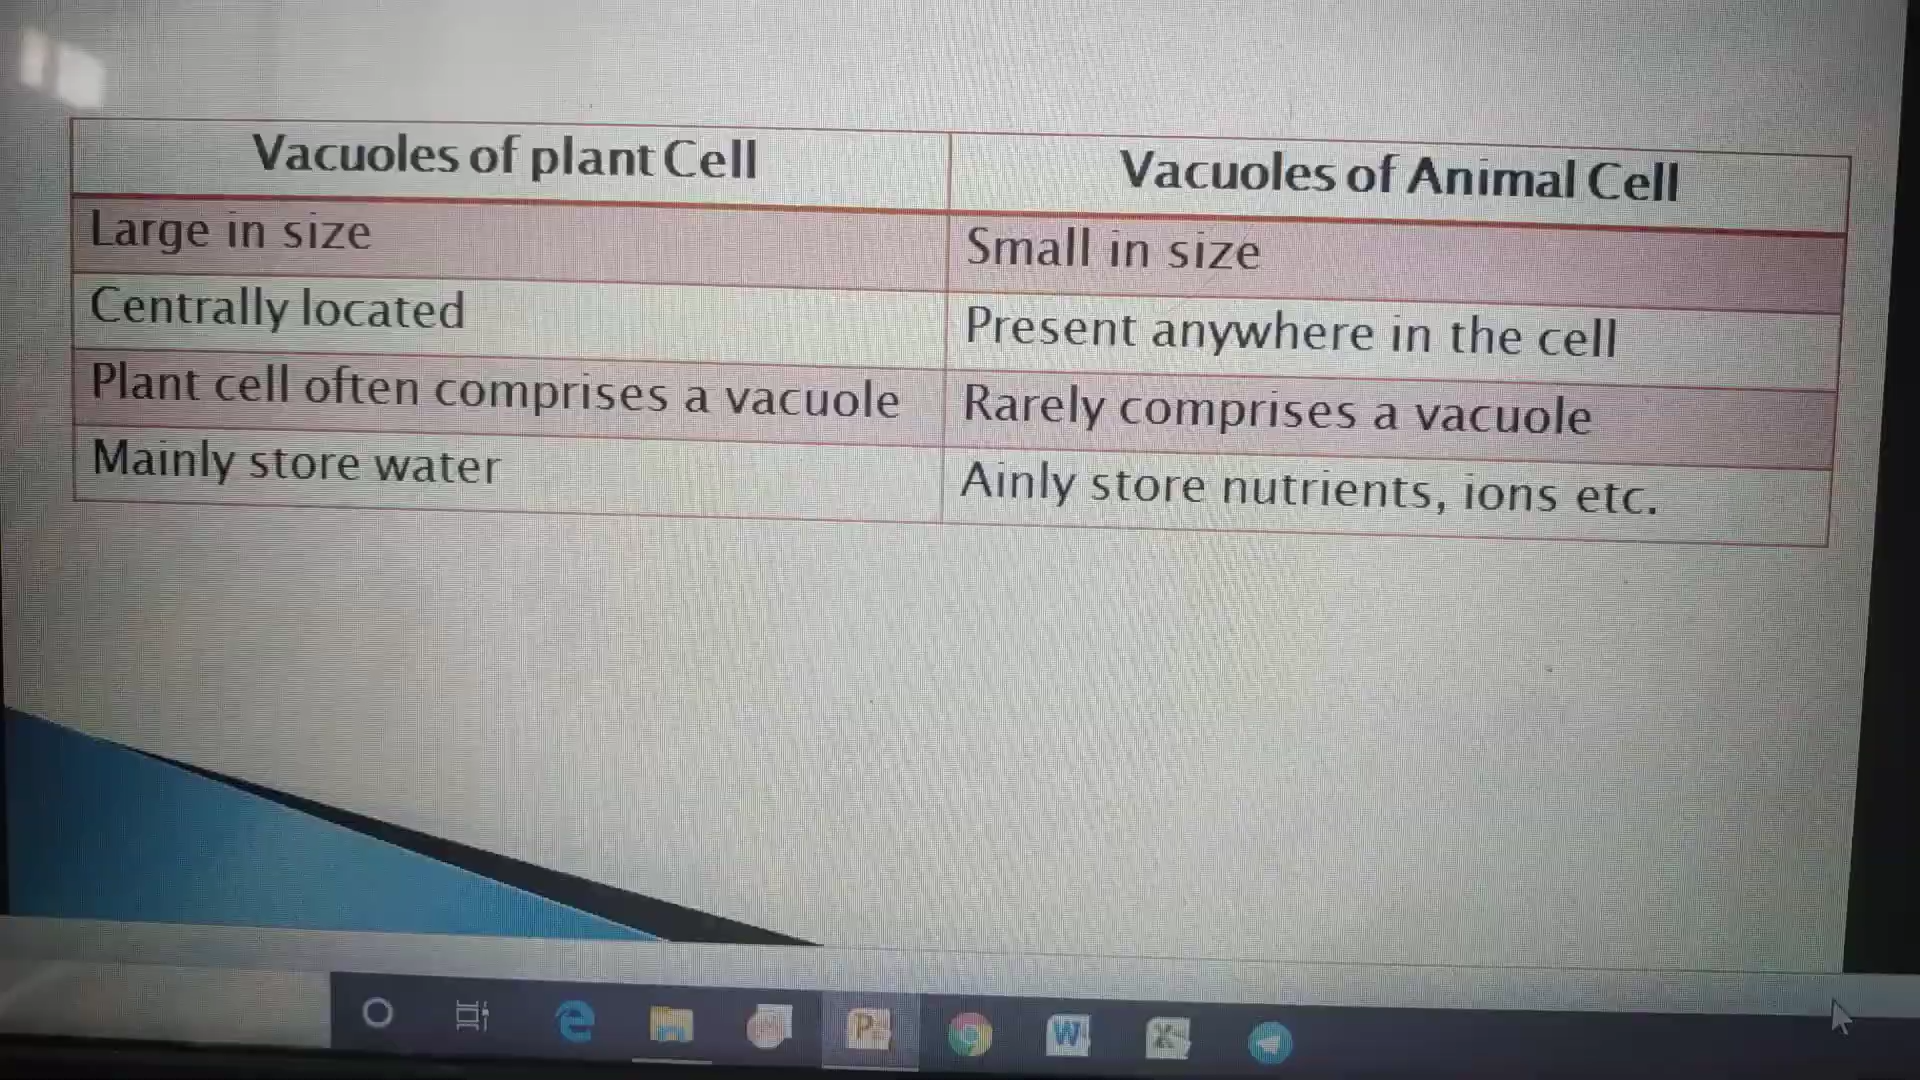 Vacuoles of plant Cell
Vacuoles of Animal Cell
Large in size
Small in size
Centrally located
Present anywhere in the cell
Plant cell often comprises a vacuole
Rarely comprises a vacuole
Mainly store water
Ainly store nutrients, ions etc.